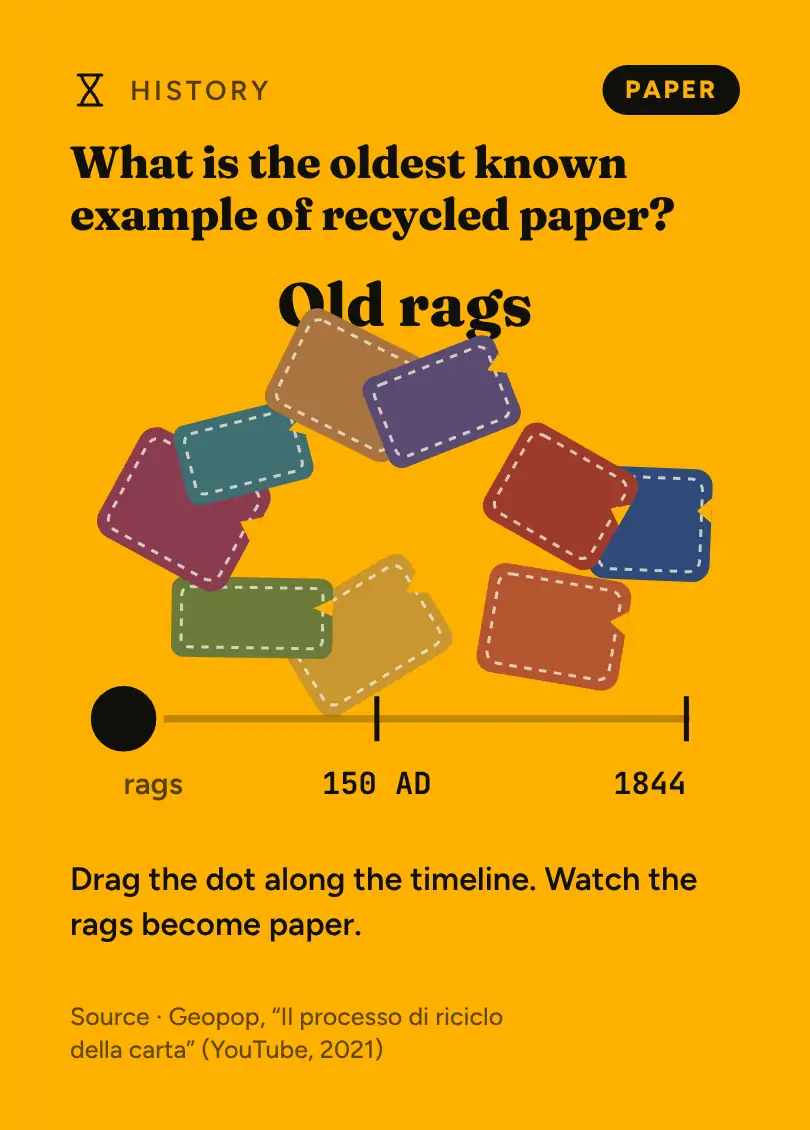 HISTORY
PAPER
What is the oldest known
example of recycled paper?
Old rags
rags
150 AD
1844
Drag the dot along the timeline. Watch the
rags become paper.
Source · Geopop, “Il processo di riciclo
della carta” (YouTube, 2021)